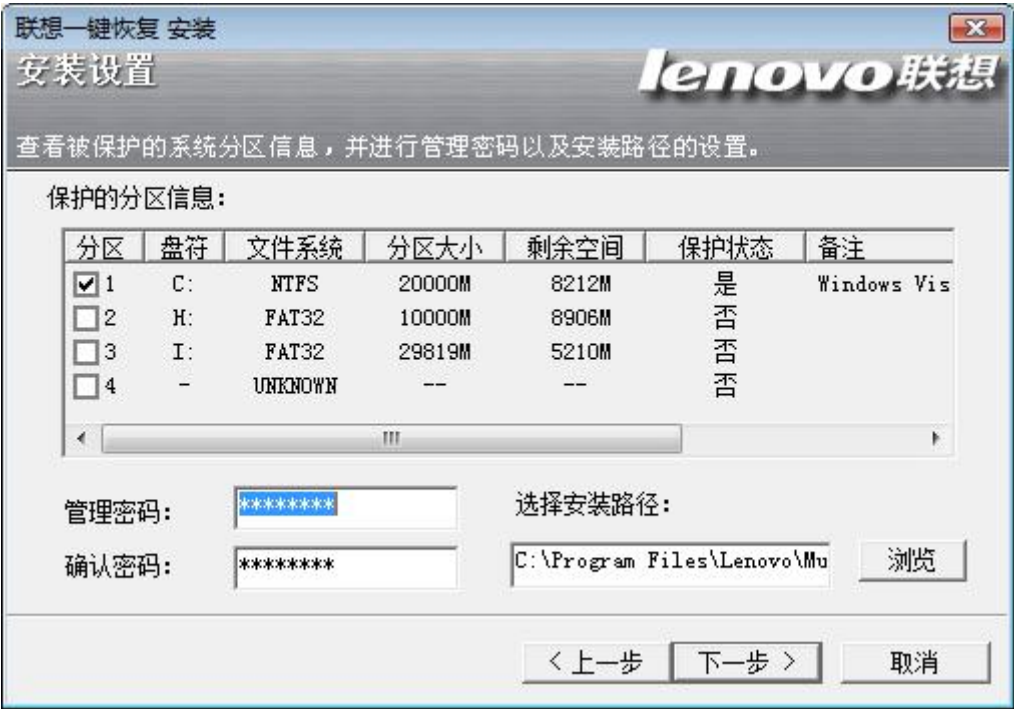 联想一键恢复 安装
安装设置
lenovo联想
查看被保护的系统分区信息，并进行管理密码以及安装路径的设置。
保护的分区信息：
分区 盘符 文件系统 分区大小 剩余空间 保护状态 备注
1 C: NTFS 20000M 8212M 是 Windows Vis
2 H: FAT32 10000M 8906M 否
3 I: FAT32 29819M 5210M 否
4 - UNKNOWN -- -- 否
管理密码： ******** 选择安装路径：
确认密码： ******** C:\Program Files\Lenovo\Mu 浏览
< 上一步 下一步 > 取消